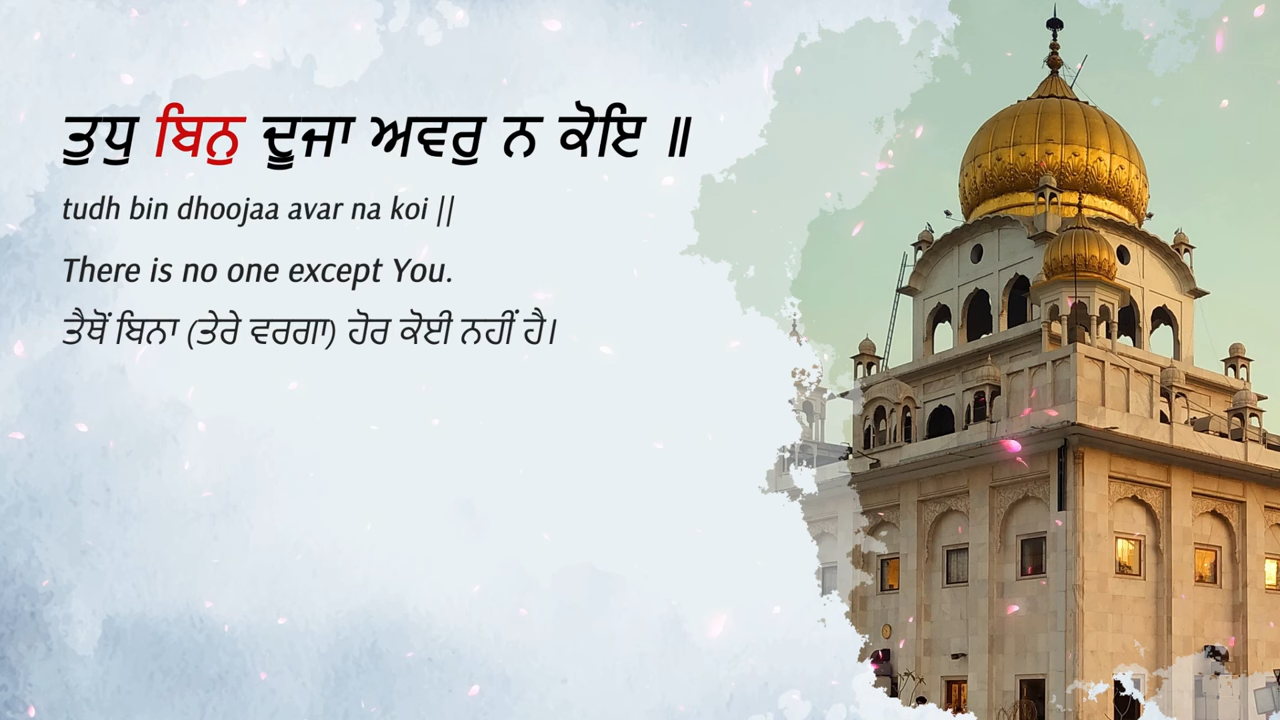 ਤੁਧੁ ਬਿਨੁ ਦੂਜਾ ਅਵਰੁ ਨ ਕੋਇ ॥
tudh bin dhoojaa avar na koi ||
There is no one except You.
ਤੈਥੋਂ ਬਿਨਾ (ਤੇਰੇ ਵਰਗਾ) ਹੋਰ ਕੋਈ ਨਹੀਂ ਹੈ।